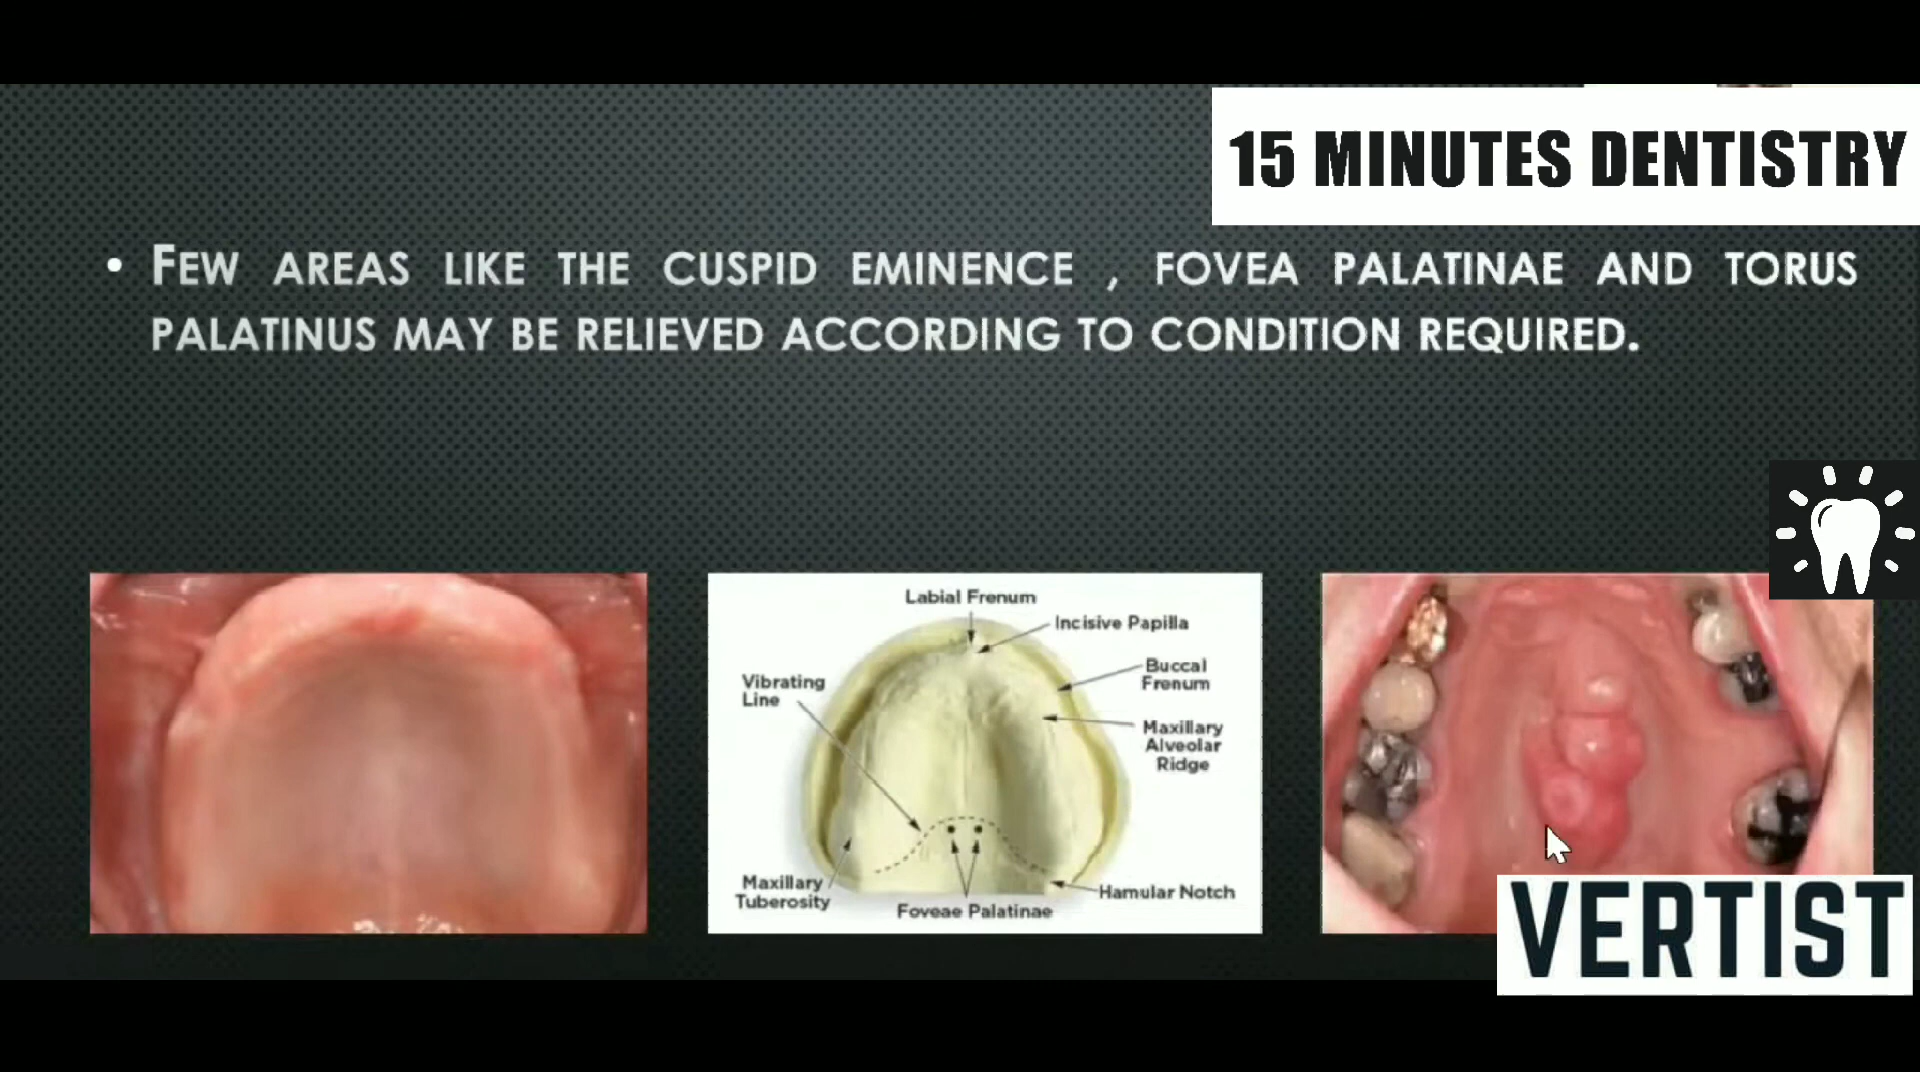 15 MINUTES DENTISTRY
• FEW AREAS LIKE THE CUSPID EMINENCE , FOVEA PALATINAE AND TORUS
PALATINUS MAY BE RELIEVED ACCORDING TO CONDITION REQUIRED.
Labial Frenum
Incisive Papilla
Buccal
Frenum
Vibrating
Line
Maxillary
Alveolar
Ridge
Maxillary
Tuberosity
Foveae Palatinae
Hamular Notch
VERTIST